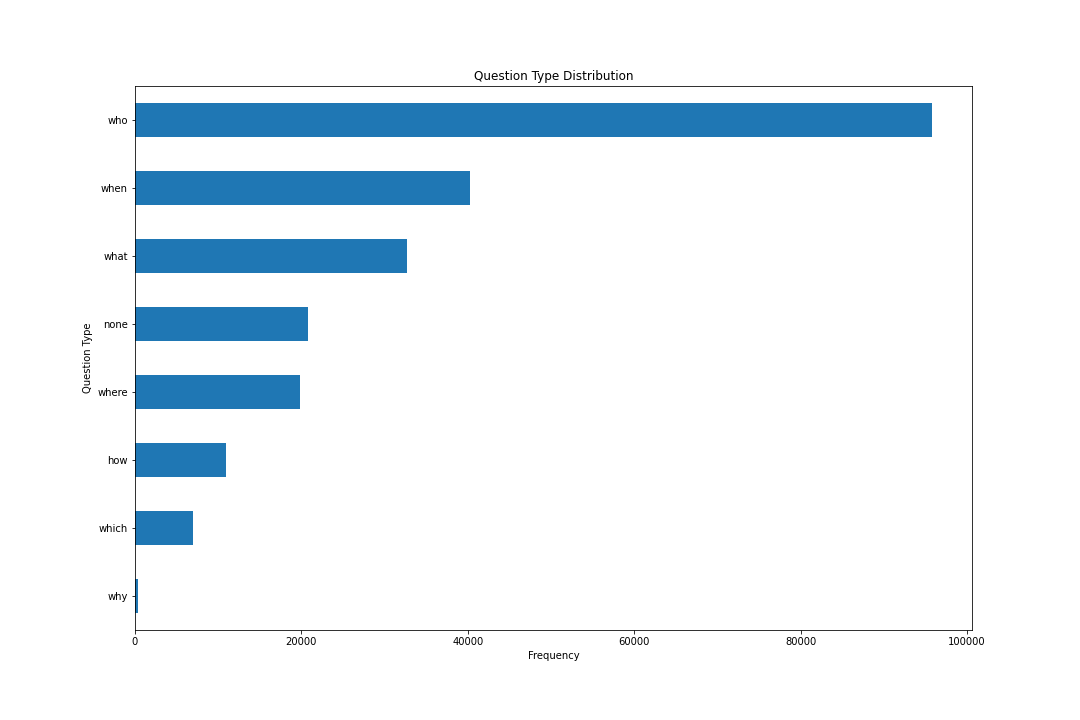 Question Type Distribution
who
when
what
none
where
how
which
why
Question Type
0 20000 40000 60000 80000 100000
Frequency